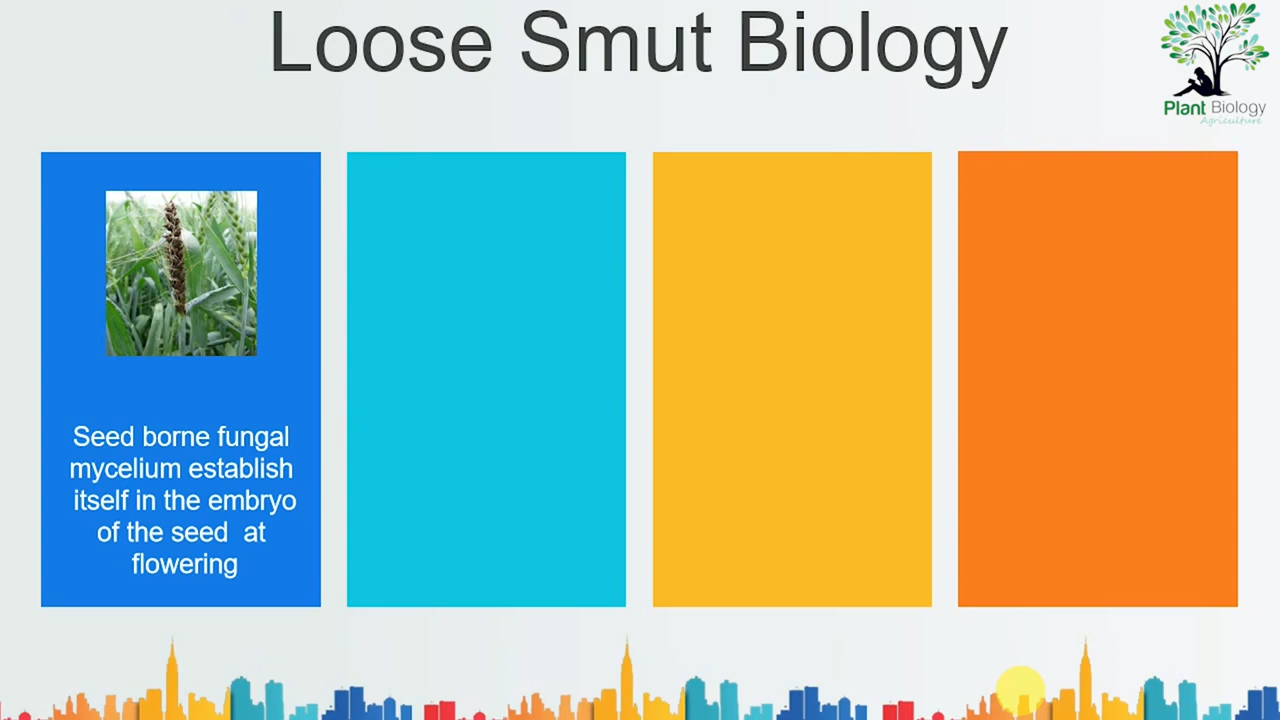 Loose Smut Biology
Plant Biology
Agriculture
Seed borne fungal
mycelium establish
itself in the embryo
of the seed at
flowering